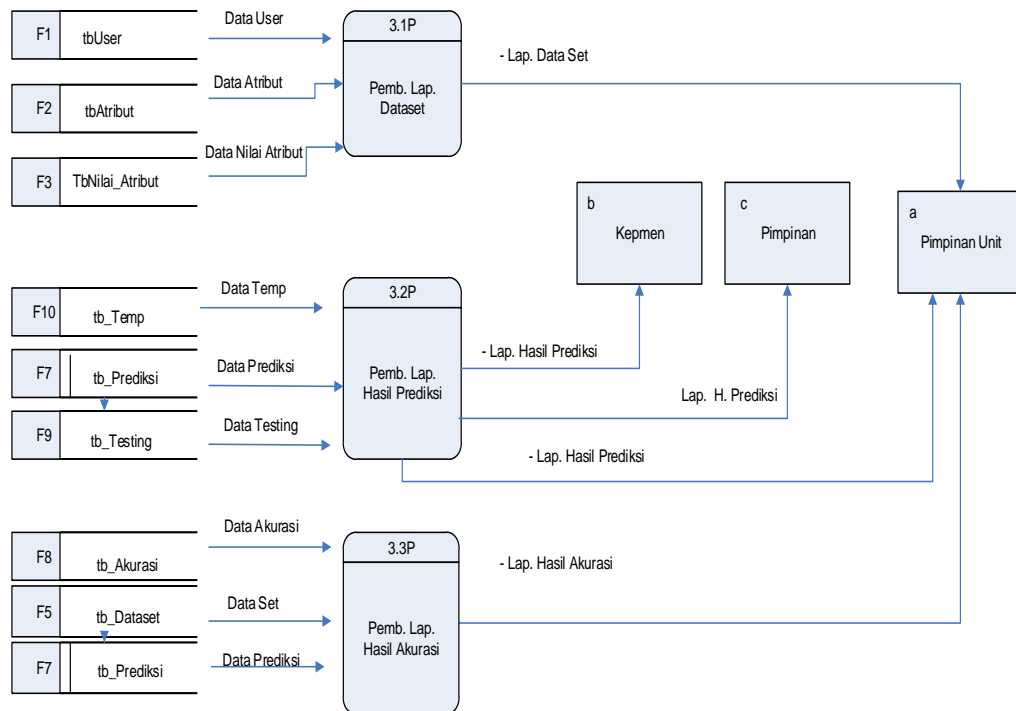 F1
tbUser
Data User
3.1P
Pemb. Lap.
Dataset
- Lap. Data Set
F2
tbAtribut
Data Atribut
F3
TbNilai_Atribut
Data Nilai Atribut
b
Kepmen
c
Pimpinan
a
Pimpinan Unit
F10
tb_Temp
Data Temp
3.2P
Pemb. Lap.
Hasil Prediksi
- Lap. Hasil Prediksi
Lap.  H. Prediksi
- Lap. Hasil Prediksi
F7
tb_Prediksi
Data Prediksi
F9
tb_Testing
Data Testing
F8
tb_Akurasi
Data Akurasi
3.3P
Pemb. Lap.
Hasil Akurasi
- Lap. Hasil Akurasi
F5
tb_Dataset
Data Set
F7
tb_Prediksi
Data Prediksi